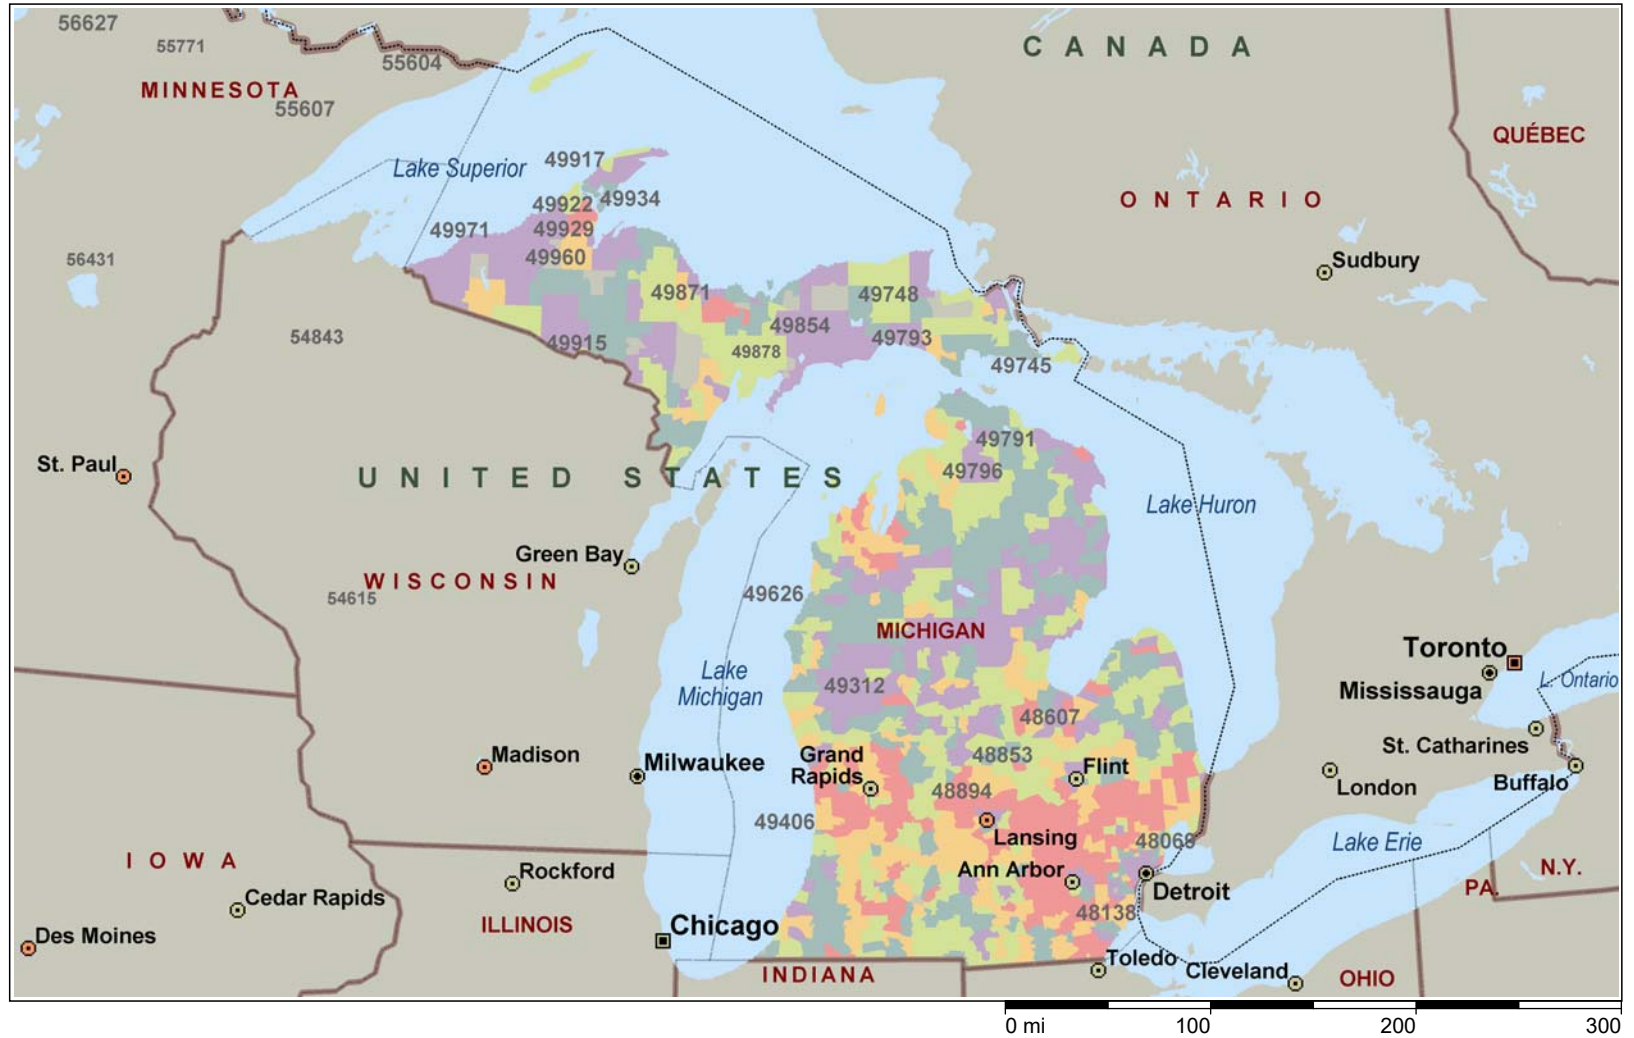 56627
55771
55604
CANADA
MINNESOTA
55607
QUÉBEC
49917
Lake Superior
49922
49934
ONTARIO
49971
49929
49960
56431
Sudbury
49871
49748
49854
54843
49915
49878
49793
49745
49791
St. Paul
49796
UNITED STATES
Lake Huron
Green Bay
WISCONSIN
54615
49626
MICHIGAN
Toronto
Lake
Michigan
49312
Mississauga
L. Ontario
48607
Madison
Milwaukee
Grand
Rapids
48853
Flint
St. Catharines
48894
London
Buffalo
49406
Lansing
48069
Lake Erie
IOWA
Rockford
Ann Arbor
N.Y.
Cedar Rapids
Detroit
PA.
ILLINOIS
Chicago
48138
Des Moines
Toledo
Cleveland
INDIANA
OHIO
0 mi 100 200 300